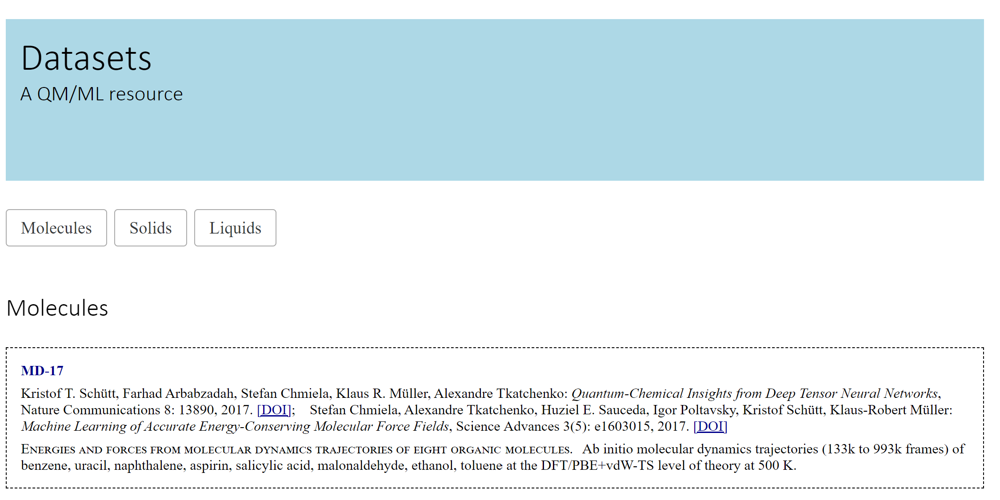 Datasets
A QM/ML resource
Molecules
Solids
Liquids
Molecules
MD-17
Kristof T. Schütt, Farhad Arbabzadah, Stefan Chmiela, Klaus R. Müller, Alexandre Tkatchenko: Quantum-Chemical Insights from Deep Tensor Neural Networks,
Nature Communications 8: 13890, 2017. [DOI]; Stefan Chmiela, Alexandre Tkatchenko, Huziel E. Sauceda, Igor Poltavsky, Kristof Schütt, Klaus-Robert Müller:
Machine Learning of Accurate Energy-Conserving Molecular Force Fields, Science Advances 3(5): e1603015, 2017. [DOI]
Energies and forces from molecular dynamics trajectories of eight organic molecules. Ab initio molecular dynamics trajectories (133k to 993k frames) of
benzene, uracil, naphthalene, aspirin, salicylic acid, malonaldehyde, ethanol, toluene at the DFT/PBE+vdW-TS level of theory at 500 K.